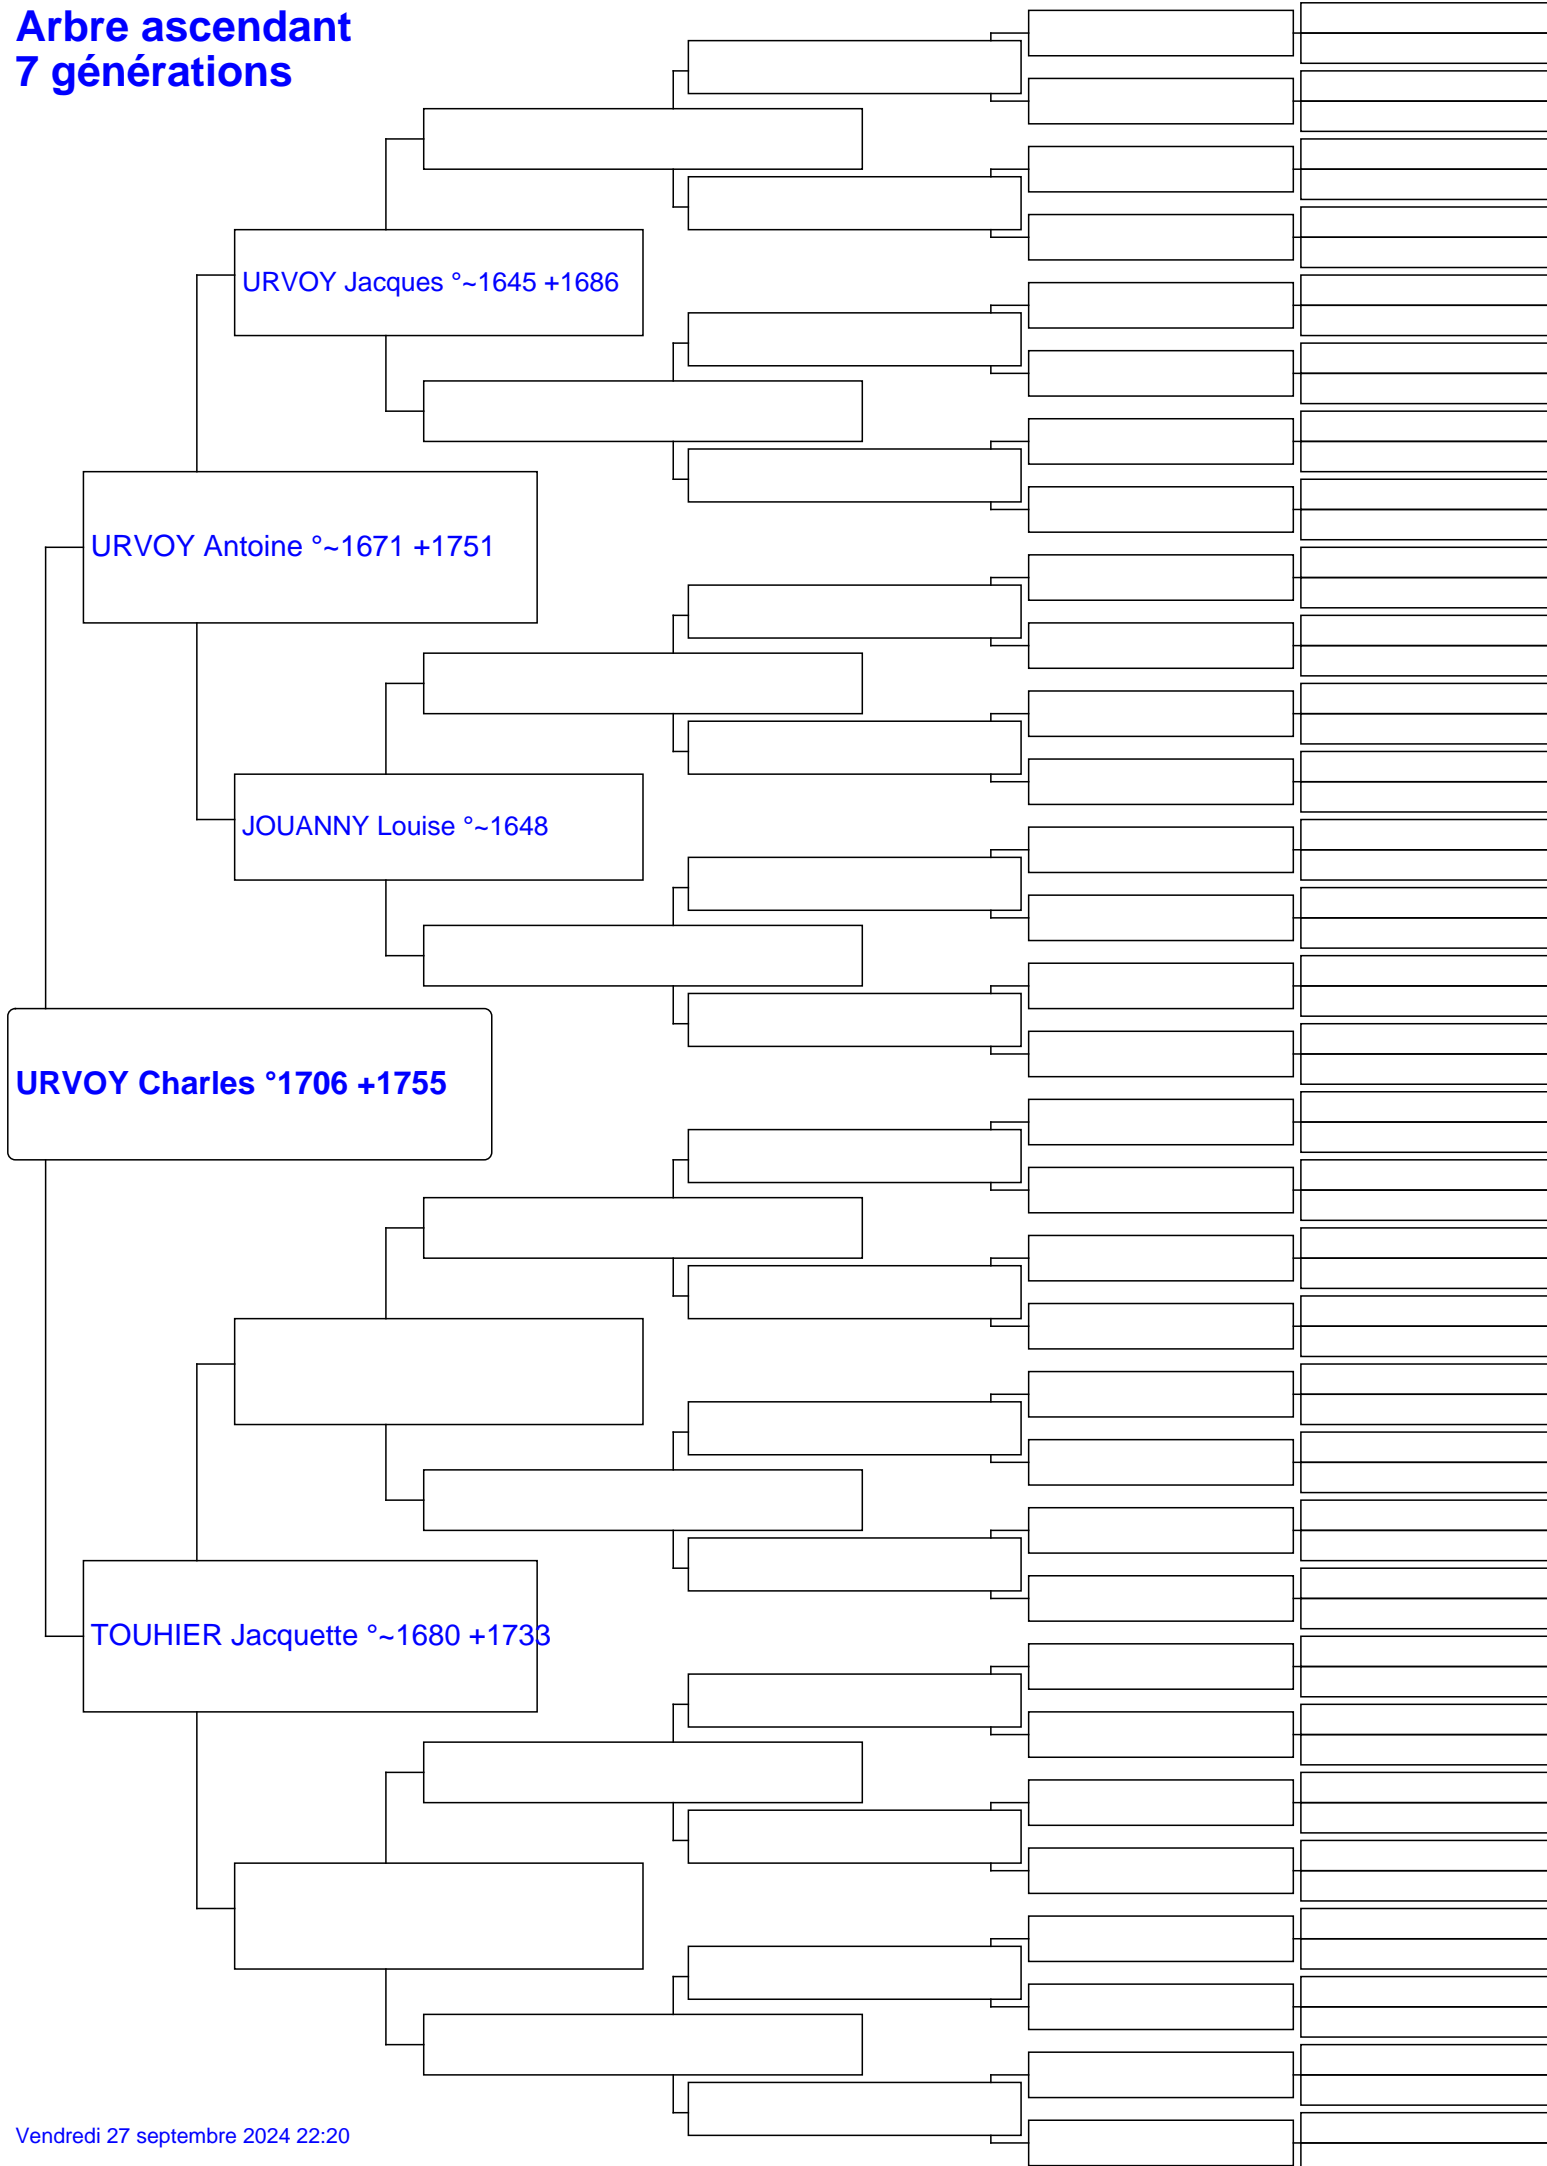 Arbre ascendant
7 générations
URVOY Jacques °~1645 +1686
URVOY Antoine °~1671 +1751
JOUANNY Louise °~1648
URVOY Charles °1706 +1755
TOUHIER Jacquette °~1680 +1733
Vendredi 27 septembre 2024 22:20